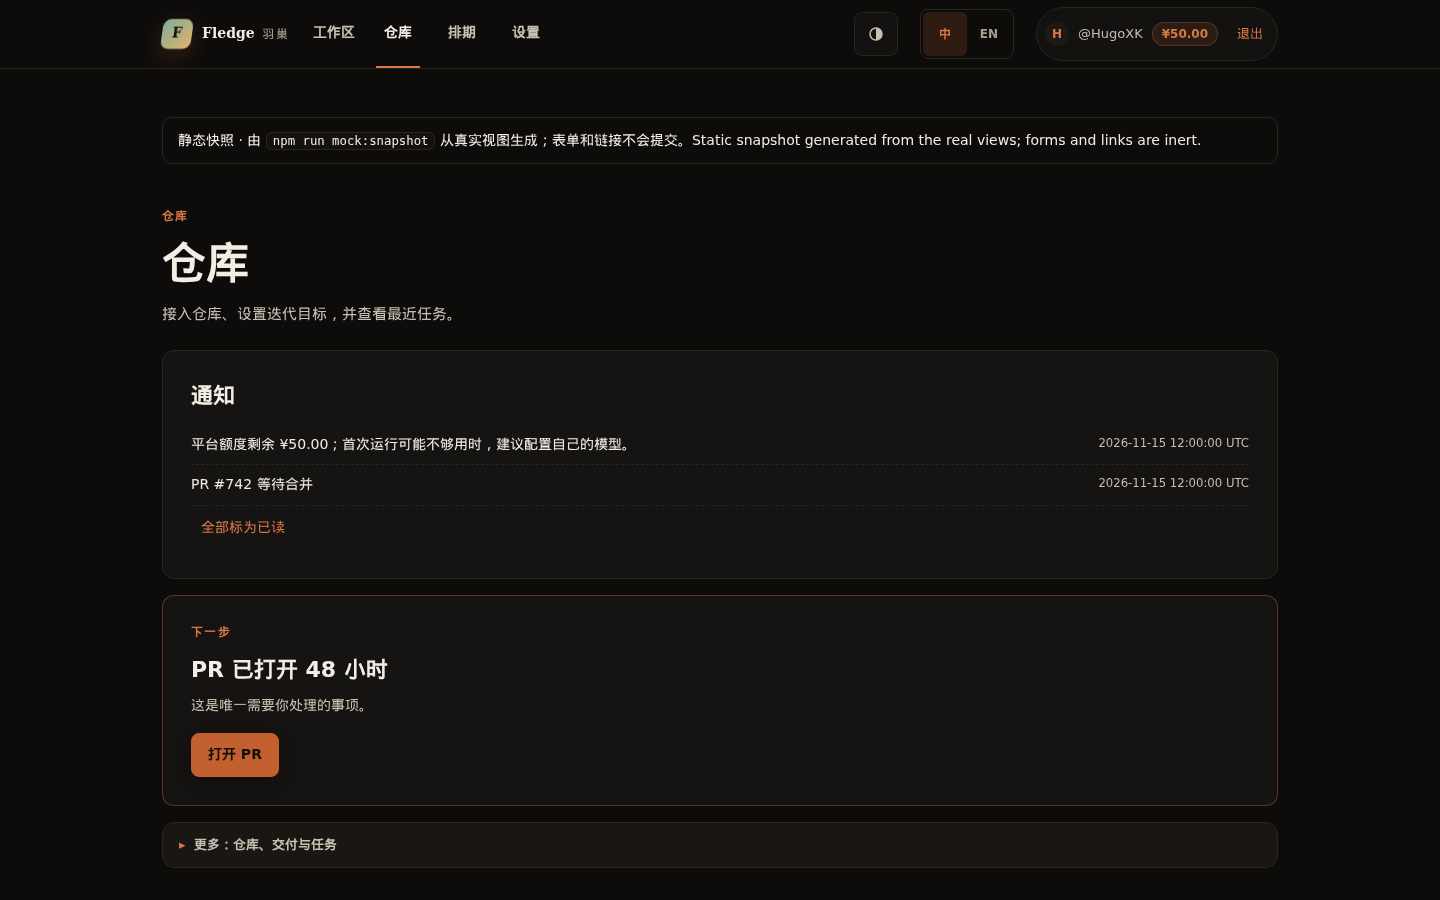 F Fledge 羽巢 工作区 仓库 排期 设置 中 EN H @HugoXK ¥50.00 退出
静态快照 · 由 npm run mock:snapshot 从真实视图生成；表单和链接不会提交。Static snapshot generated from the real views; forms and links are inert.
仓库
仓库
接入仓库、设置迭代目标，并查看最近任务。
通知
平台额度剩余 ¥50.00；首次运行可能不够用时，建议配置自己的模型。 2026-11-15 12:00:00 UTC
PR #742 等待合并 2026-11-15 12:00:00 UTC
全部标为已读
下一步
PR 已打开 48 小时
这是唯一需要你处理的事项。
打开 PR
更多：仓库、交付与任务